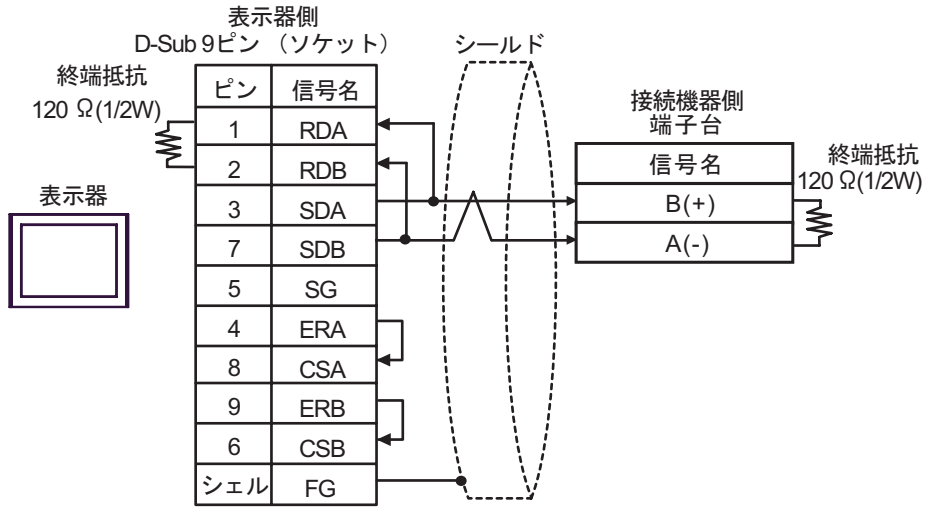 表示器側
D-Sub 9ピン (ソケット)
シールド
終端抵抗
120 Ω(1/2W)
ピン 信号名
1 RDA
2 RDB
3 SDA
7 SDB
5 SG
4 ERA
8 CSA
9 ERB
6 CSB
シェル FG
表示器
接続機器側
端子台
信号名
B(+)
A(-)
終端抵抗
120 Ω(1/2W)